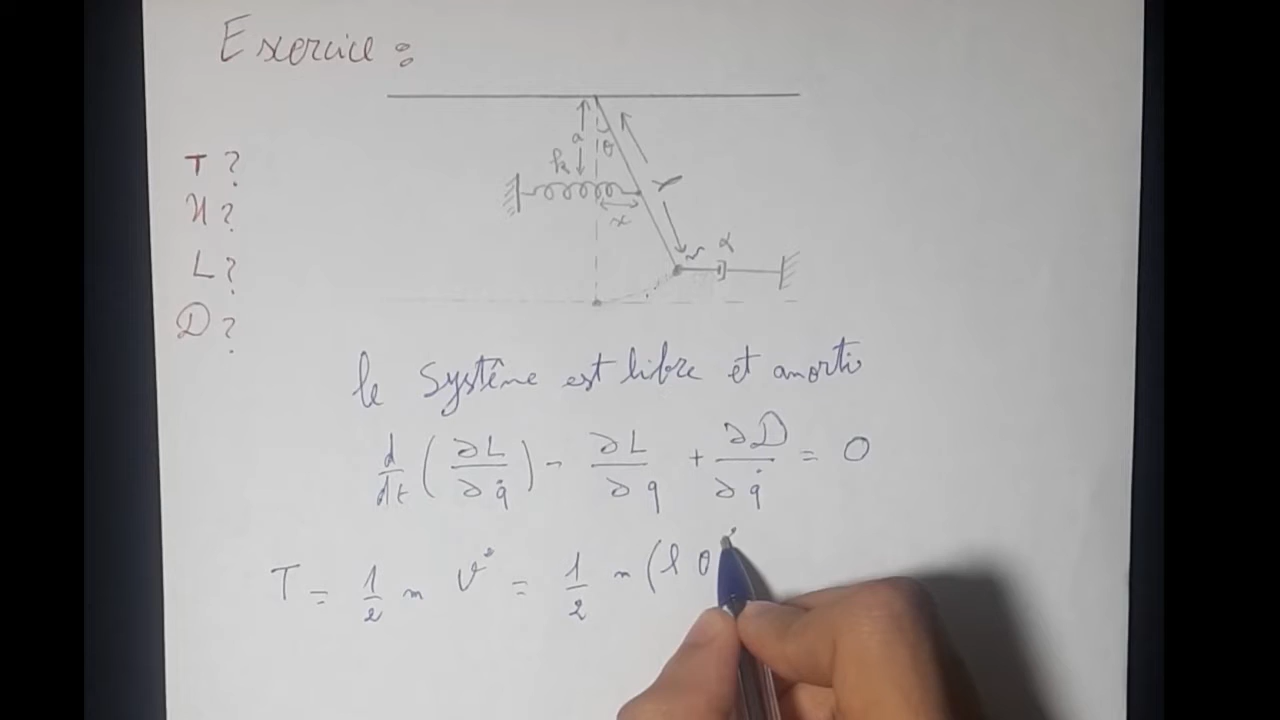 Exercice :
T ?
U ?
L ?
D ?
a
θ
k
l
x
m
α
le Système est libre et amorti
d/dt (∂L/∂q̇) - ∂L/∂q + ∂D/∂q̇ = 0
T = 1/2 m v² = 1/2 m (l θ